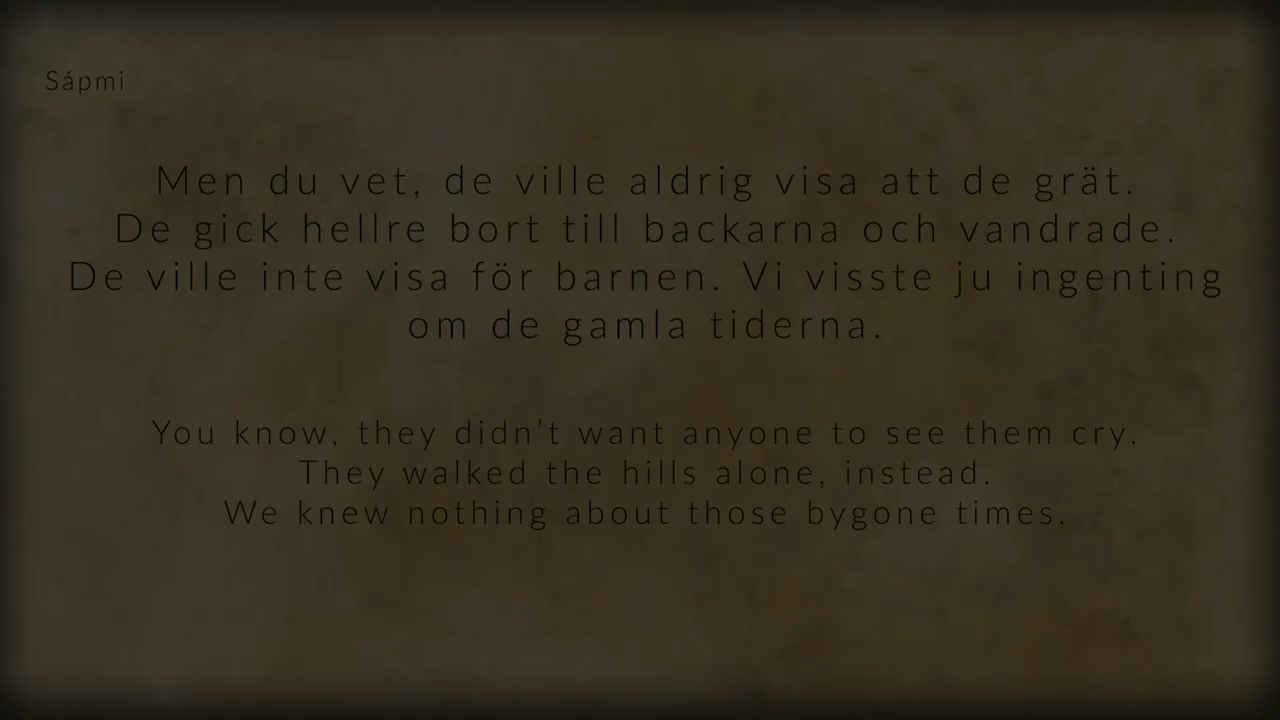 Sápmi
Men du vet, de ville aldrig visa att de grät.
De gick hellre bort till backarna och vandrade.
De ville inte visa för barnen. Vi visste ju ingenting
om de gamla tiderna.
You know, they didn't want anyone to see them cry.
They walked the hills alone, instead.
We knew nothing about those bygone times.